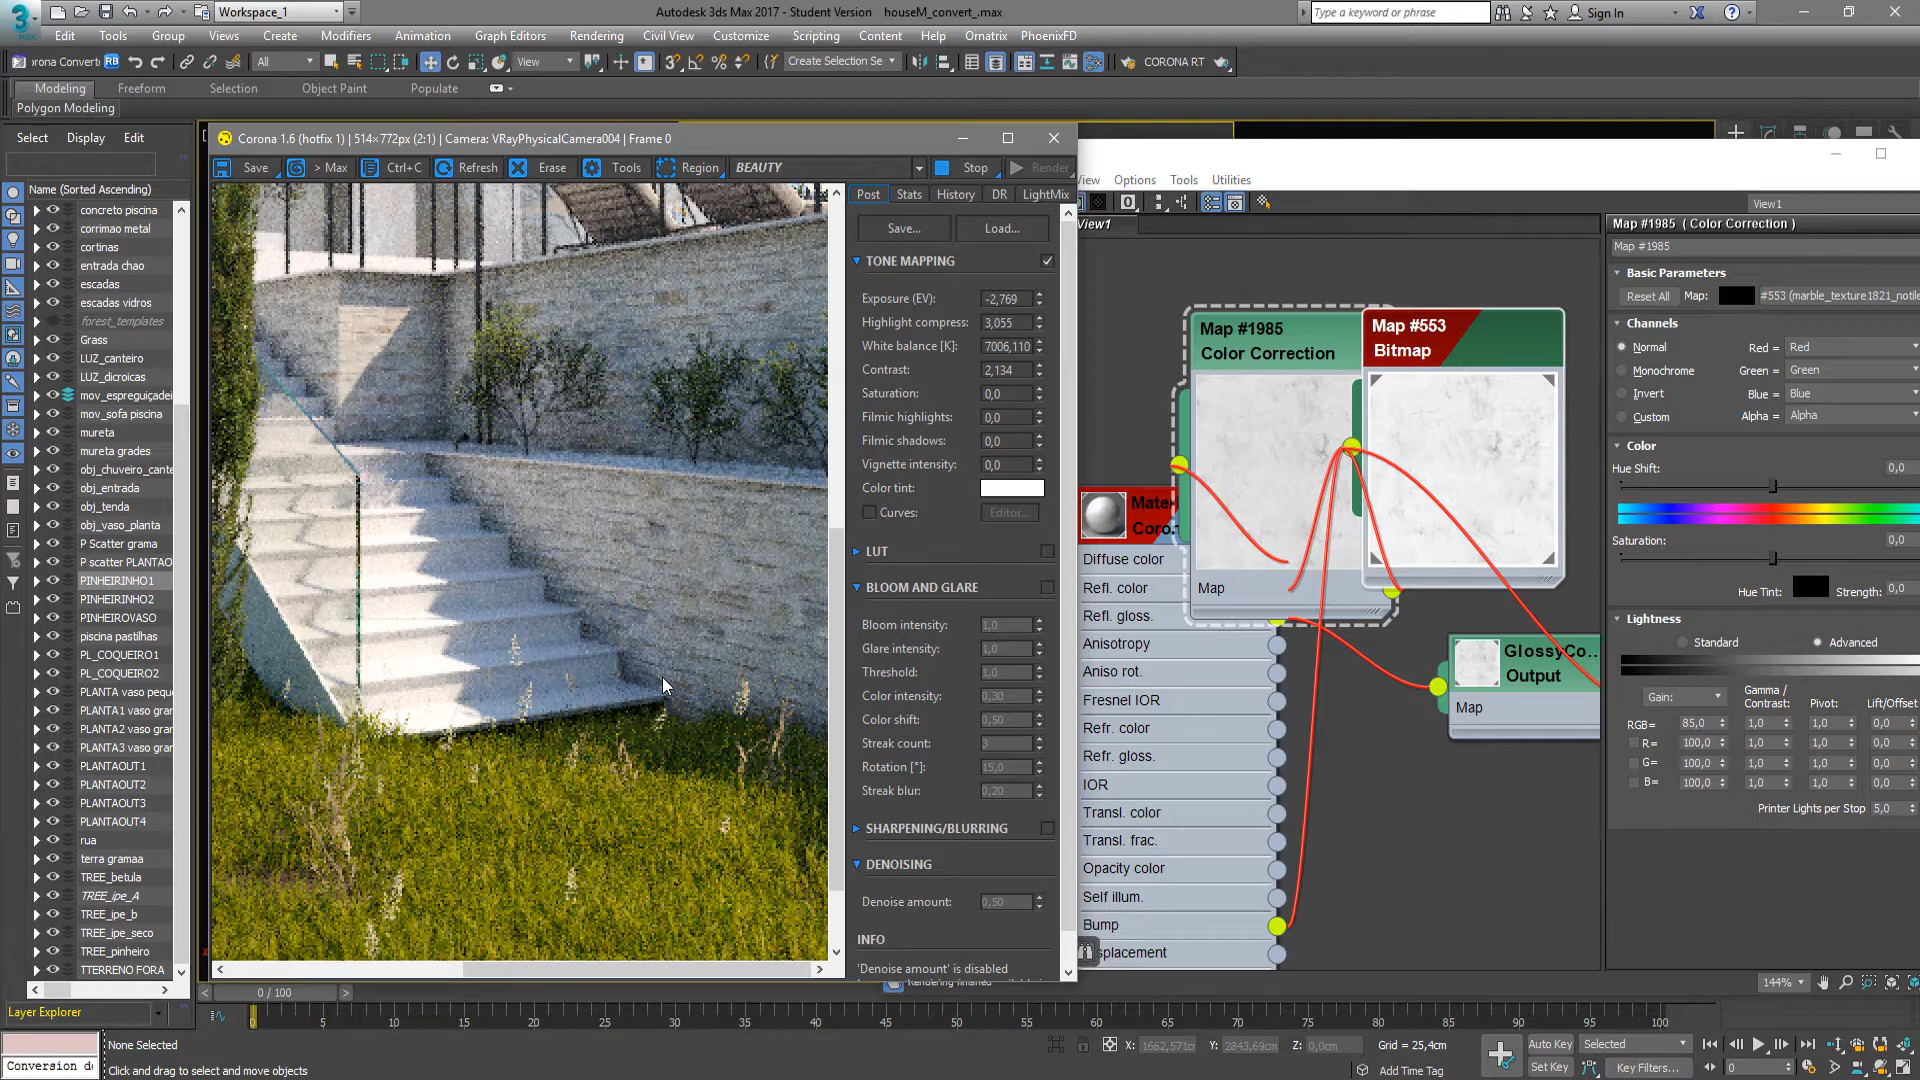 Workspace_1
Autodesk 3ds Max 2017 - Student Version houseM_convert_.max
Type a keyword or phrase
Sign In
Edit Tools Group Views Create Modifiers Animation Graph Editors Rendering Civil View Customize Scripting Content Help Ornatrix PhoenixFD
orona Convert RB All View Create Selection Se CORONA RT
Modeling Freeform Selection Object Paint Populate
Polygon Modeling
Select Display Edit
Corona 1.6 (hotfix 1) | 514×772px (2:1) | Camera: VRayPhysicalCamera004 | Frame 0
Save > Max Ctrl+C Refresh Erase Tools Region BEAUTY Stop Render
Name (Sorted Ascending)
concreto piscina
corrimao metal
cortinas
entrada chao
escadas
escadas vidros
forest_templates
Grass
LUZ_canteiro
LUZ_dicroicas
mov_espreguiçadei
mov_sofa piscina
mureta
mureta grades
obj_chuveiro_cante
obj_entrada
obj_tenda
obj_vaso_planta
P Scatter grama
P scatter PLANTAO
PINHEIRINHO1
PINHEIRINHO2
PINHEIROVASO
piscina pastilhas
PL_COQUEIRO1
PL_COQUEIRO2
PLANTA vaso peque
PLANTA1 vaso gran
PLANTA2 vaso gran
PLANTA3 vaso gran
PLANTAOUT1
PLANTAOUT2
PLANTAOUT3
PLANTAOUT4
rua
terra gramaa
TREE_betula
TREE_ipe_A
TREE_ipe_b
TREE_ipe_seco
TREE_pinheiro
TTERRENO FORA
Post Stats History DR LightMix
Save... Load...
TONE MAPPING
Exposure (EV): -2,769
Highlight compress: 3,055
White balance [K]: 7006,110
Contrast: 2,134
Saturation: 0,0
Filmic highlights: 0,0
Filmic shadows: 0,0
Vignette intensity: 0,0
Color tint:
Curves: Editor...
LUT
BLOOM AND GLARE
Bloom intensity: 1,0
Glare intensity: 1,0
Threshold: 1,0
Color intensity: 0,30
Color shift: 0,50
Streak count: 3
Rotation [°]: 15,0
Streak blur: 0,20
SHARPENING/BLURRING
DENOISING
Denoise amount: 0,50
INFO
'Denoise amount' is disabled
View Options Tools Utilities
View1
View1
Map #1985
Color Correction
Map
Map #553
Bitmap
Mater
Coro
Diffuse color
Refl. color
Refl. gloss.
Anisotropy
Aniso rot.
Fresnel IOR
Refr. color
Refr. gloss.
IOR
Transl. color
Transl. frac.
Opacity color
Self illum.
Bump
splacement
GlossyCo..
Output
Map
Map #1985 ( Color Correction )
Map #1985
Basic Parameters
Reset All Map: #553 (marble_texture1821_notile
Channels
Normal Red = Red
Monochrome Green = Green
Invert Blue = Blue
Custom Alpha = Alpha
Color
Hue Shift: 0,0
Saturation: 0,0
Hue Tint: Strength: 0,0
Lightness
Standard Advanced
Gain: Gamma / Contrast: Pivot: Lift/Offset
RGB= 85,0 1,0 1,0 0,0
R= 100,0 1,0 1,0 0,0
G= 100,0 1,0 1,0 0,0
B= 100,0 1,0 1,0 0,0
Printer Lights per Stop 5,0
144%
0 / 100
Layer Explorer
5 10 15 20 25 30 35 40 45 50 55 60 65 70 75 80 85 90 95 100
None Selected
X: 1662,571c Y: 2843,69cm Z: 0,0cm Grid = 25,4cm
Auto Key Selected
Conversion d
Click and drag to select and move objects
Add Time Tag
Set Key Key Filters...
0